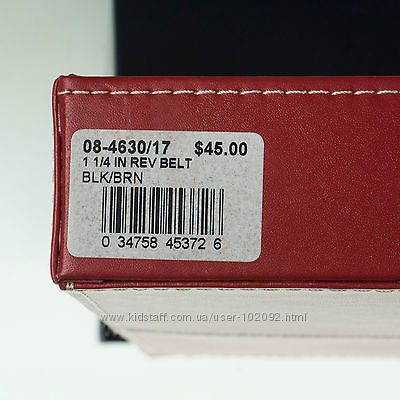 08-4630/17 $45.00
1 1/4 IN REV BELT
BLK/BRN
0 34758 45372 6
www.kidstaff.com.ua/user-102092.html